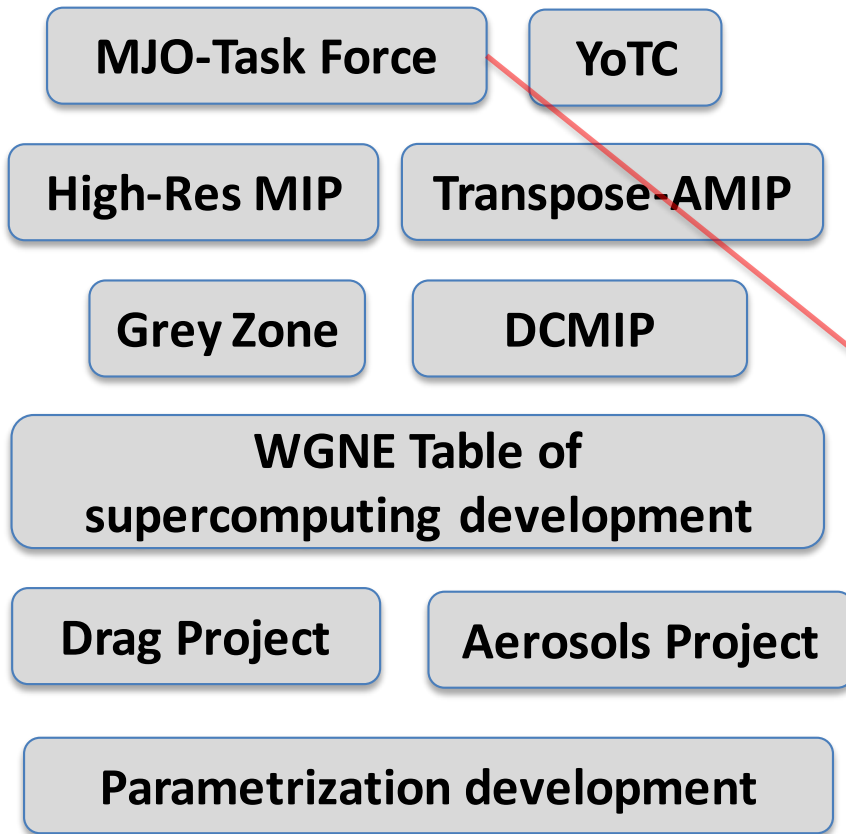 MJO-Task Force
YoTC
High-Res MIP
Transpose-AMIP
Grey Zone
DCMIP
WGNE Table of
supercomputing development
Drag Project
Aerosols Project
Parametrization development